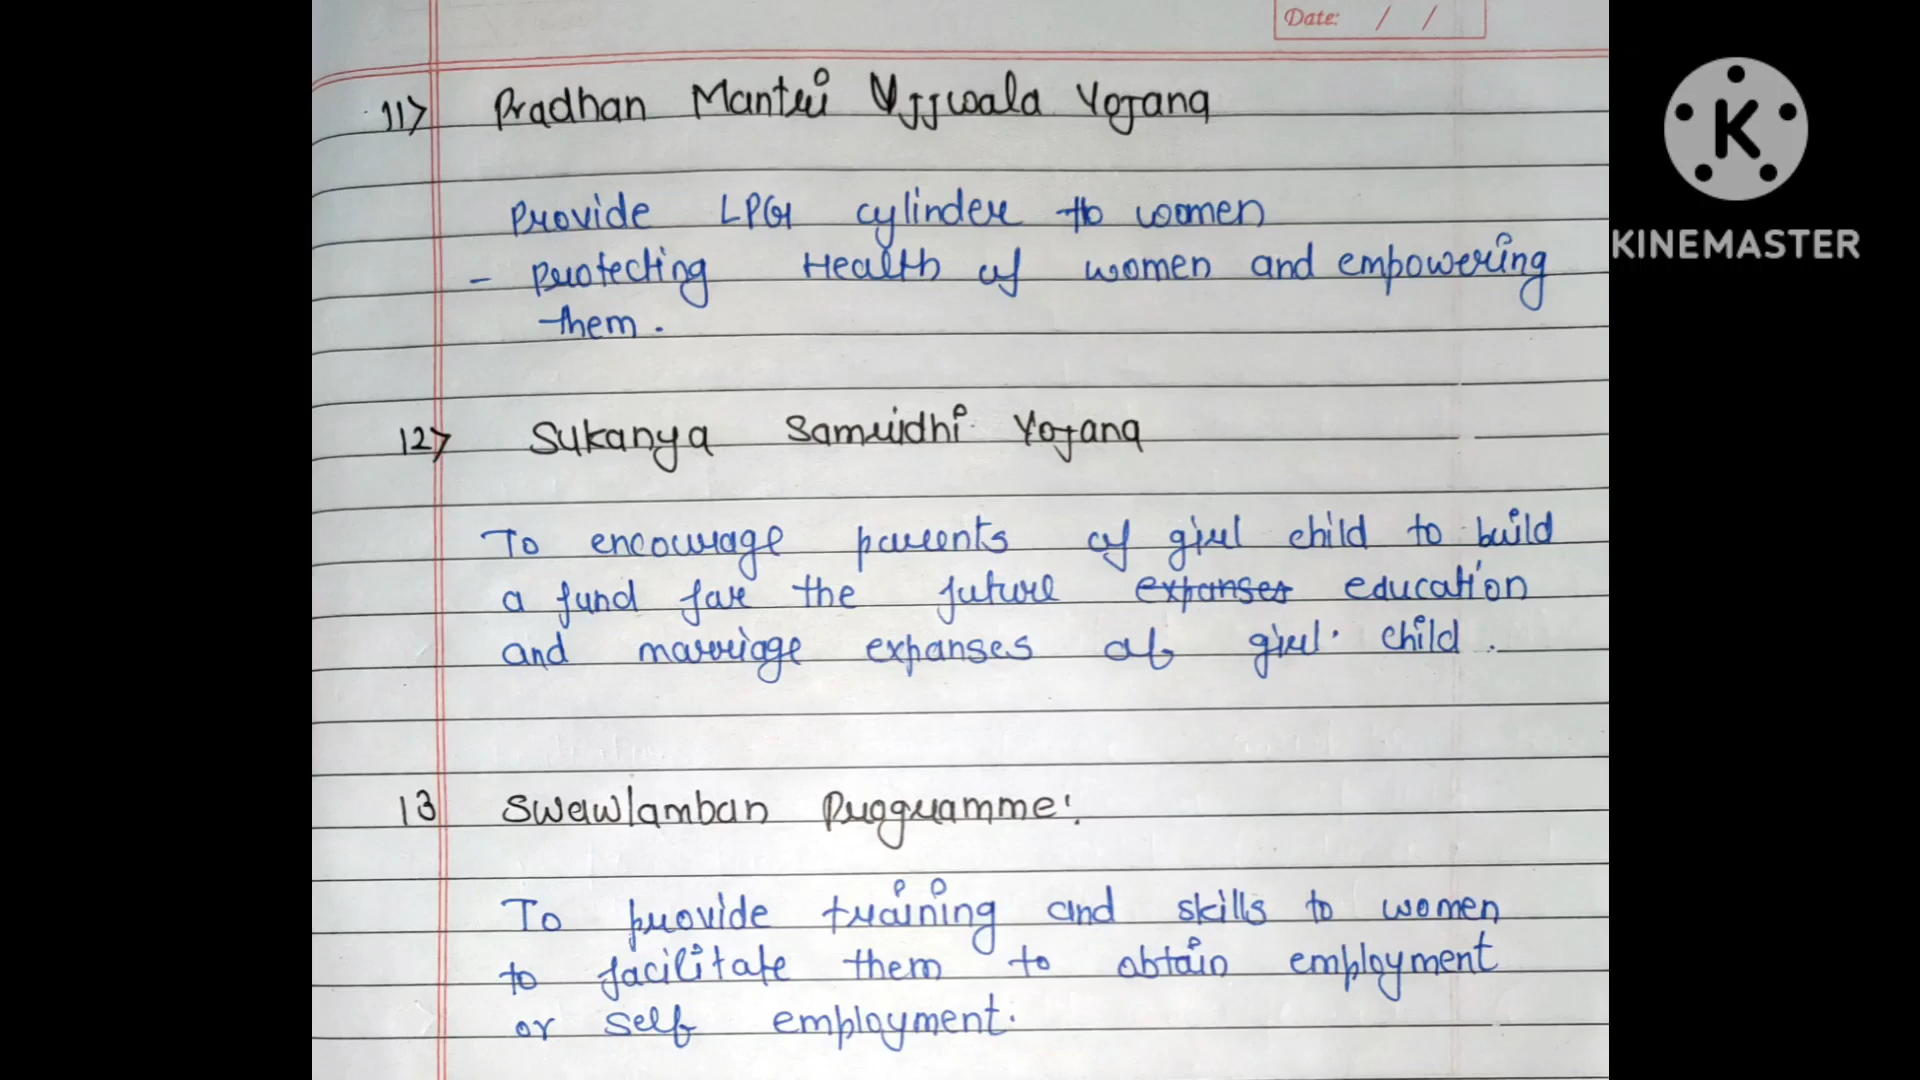 Date: / /
11> Pradhan Mantri Ujjwala Yojana
Provide LPG cylinder to women
- protecting Health of women and empowering
them.
12> Sukanya Samridhi Yojana
To encourage parents of girl child to build
a fund for the future expanses education
and marriage expanses of girl child.
13 Swawlamban Programme:
To provide training and skills to women
to facilitate them to obtain employment
or self employment.
K
KINEMASTER